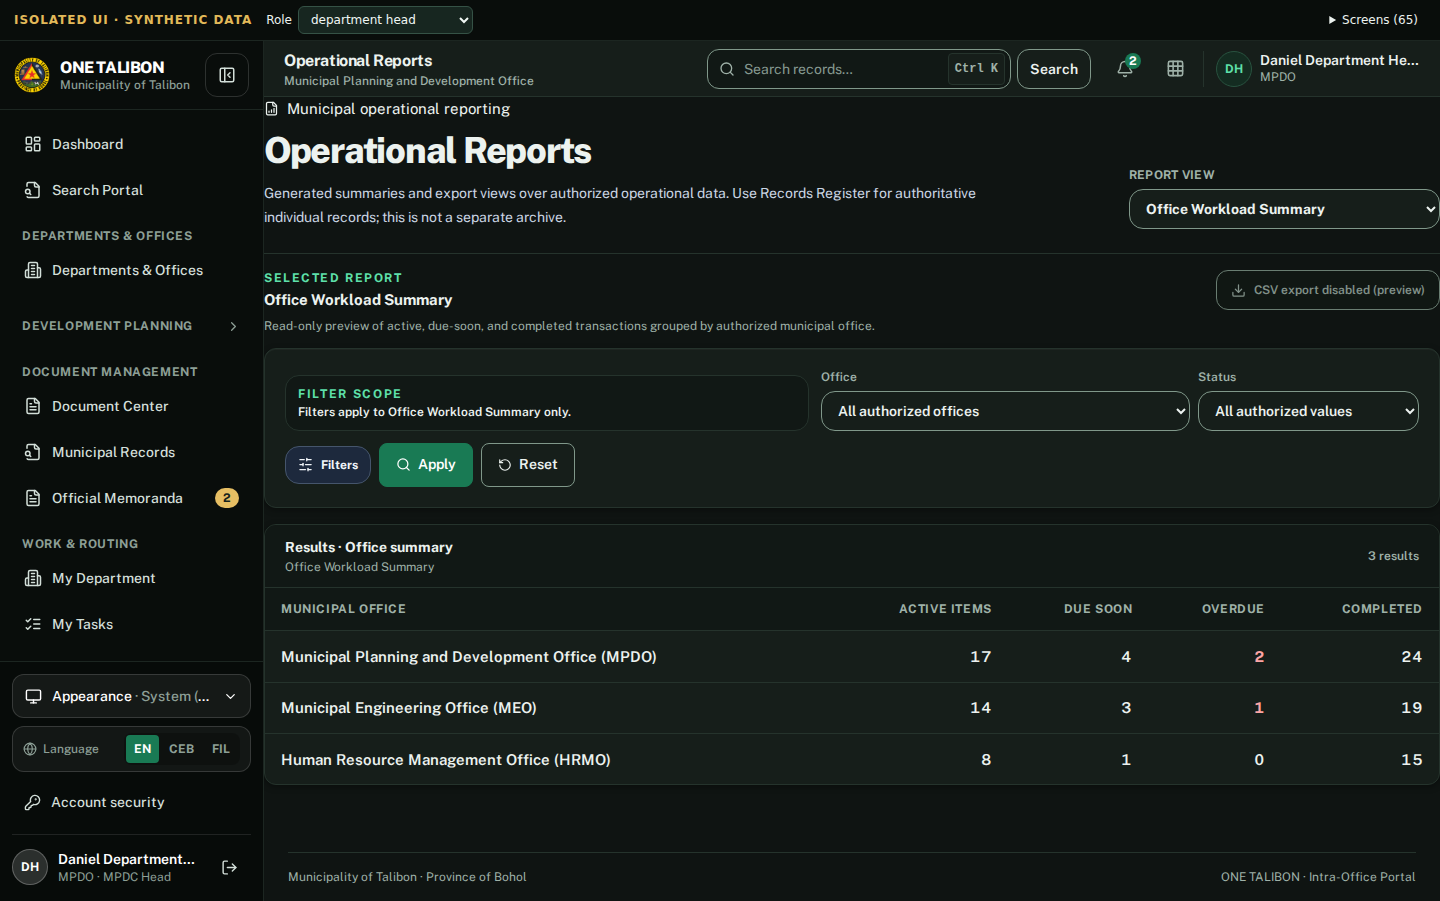 ISOLATED UI · SYNTHETIC DATA
Role
department head
Screens (65)
ONE TALIBON
Municipality of Talibon
Dashboard
Search Portal
DEPARTMENTS & OFFICES
Departments & Offices
DEVELOPMENT PLANNING
DOCUMENT MANAGEMENT
Document Center
Municipal Records
Official Memoranda
2
WORK & ROUTING
My Department
My Tasks
Appearance · System (...
Language
EN
CEB
FIL
Account security
DH
Daniel Department...
MPDO · MPDC Head
Operational Reports
Municipal Planning and Development Office
Search records...
Ctrl K
Search
2
DH
Daniel Department He...
MPDO
Municipal operational reporting
Operational Reports
Generated summaries and export views over authorized operational data. Use Records Register for authoritative
individual records; this is not a separate archive.
REPORT VIEW
Office Workload Summary
SELECTED REPORT
Office Workload Summary
Read-only preview of active, due-soon, and completed transactions grouped by authorized municipal office.
CSV export disabled (preview)
FILTER SCOPE
Filters apply to Office Workload Summary only.
Office
All authorized offices
Status
All authorized values
Filters
Apply
Reset
Results · Office summary
Office Workload Summary
3 results
MUNICIPAL OFFICE ACTIVE ITEMS DUE SOON OVERDUE COMPLETED
Municipal Planning and Development Office (MPDO) 17 4 2 24
Municipal Engineering Office (MEO) 14 3 1 19
Human Resource Management Office (HRMO) 8 1 0 15
Municipality of Talibon · Province of Bohol
ONE TALIBON · Intra-Office Portal